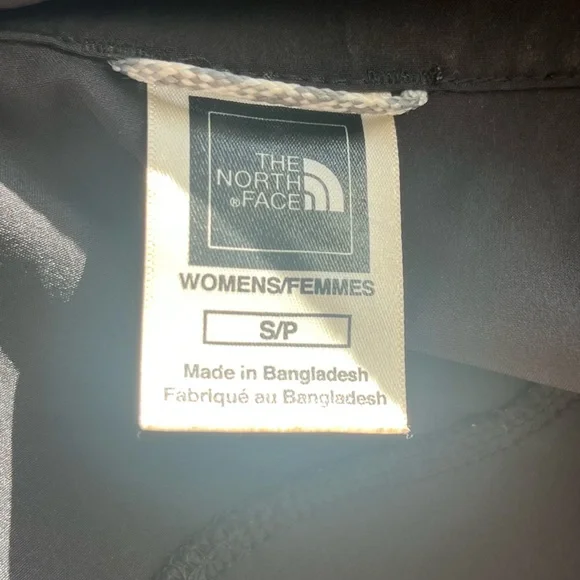 THE
NORTH
®FACE
WOMENS/FEMMES
S/P
Made in Bangladesh
Fabriqué au Bangladesh